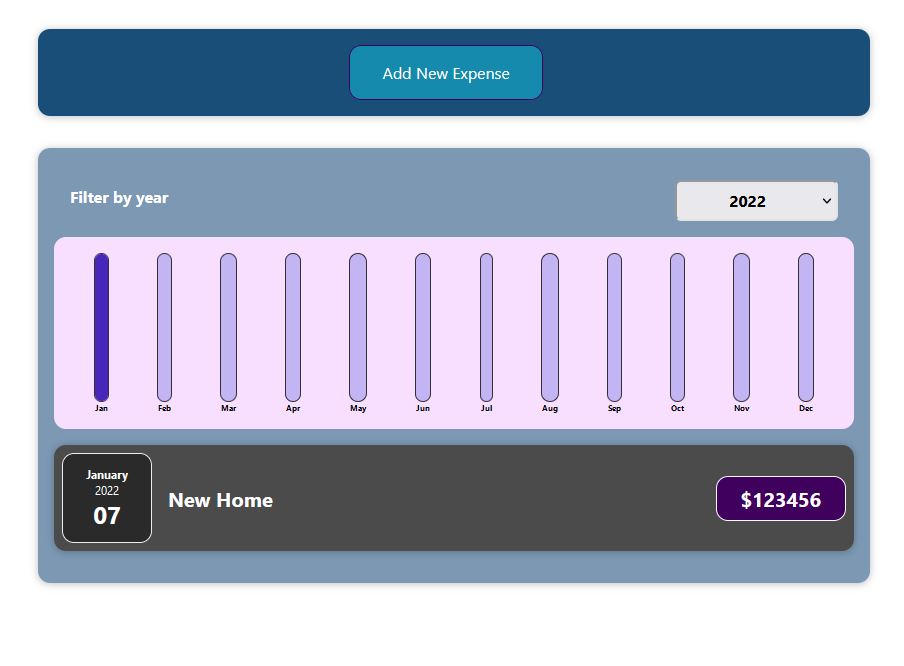 Add New Expense
Filter by year
2022
Jan Feb Mar Apr May Jun Jul Aug Sep Oct Nov Dec
January
2022
07
New Home
$123456